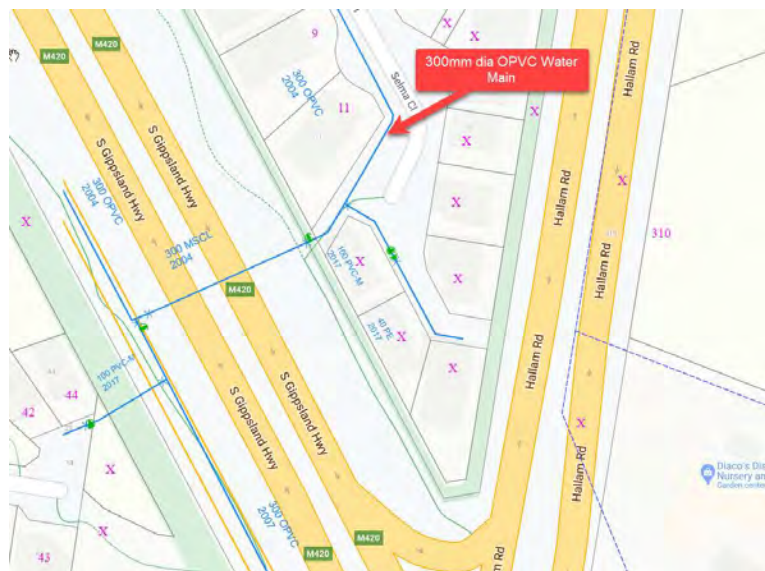 M420
9
Hallam Rd
M420
300mm dia OPVC Water
Main
X
X
Selma Cl
300 OPVC
2004
11
X
S Gippsland Hwy
S Gippsland Hwy
X
Hallam Rd
X
300 OPVC
2004
X
X
Hallam Rd
310
300 MSCL
2004
X
100 PVC-M
2017
M420
X
Hallam Rd
40 PE
2017
X
X
100 PVC-M
2017
44
42
S Gippsland Hwy
S Gippsland Hwy
X
X
Hallam Rd
Diaco's
Nursery
Garden
X
300 OPVC
2007
43
M420
M420
Rd